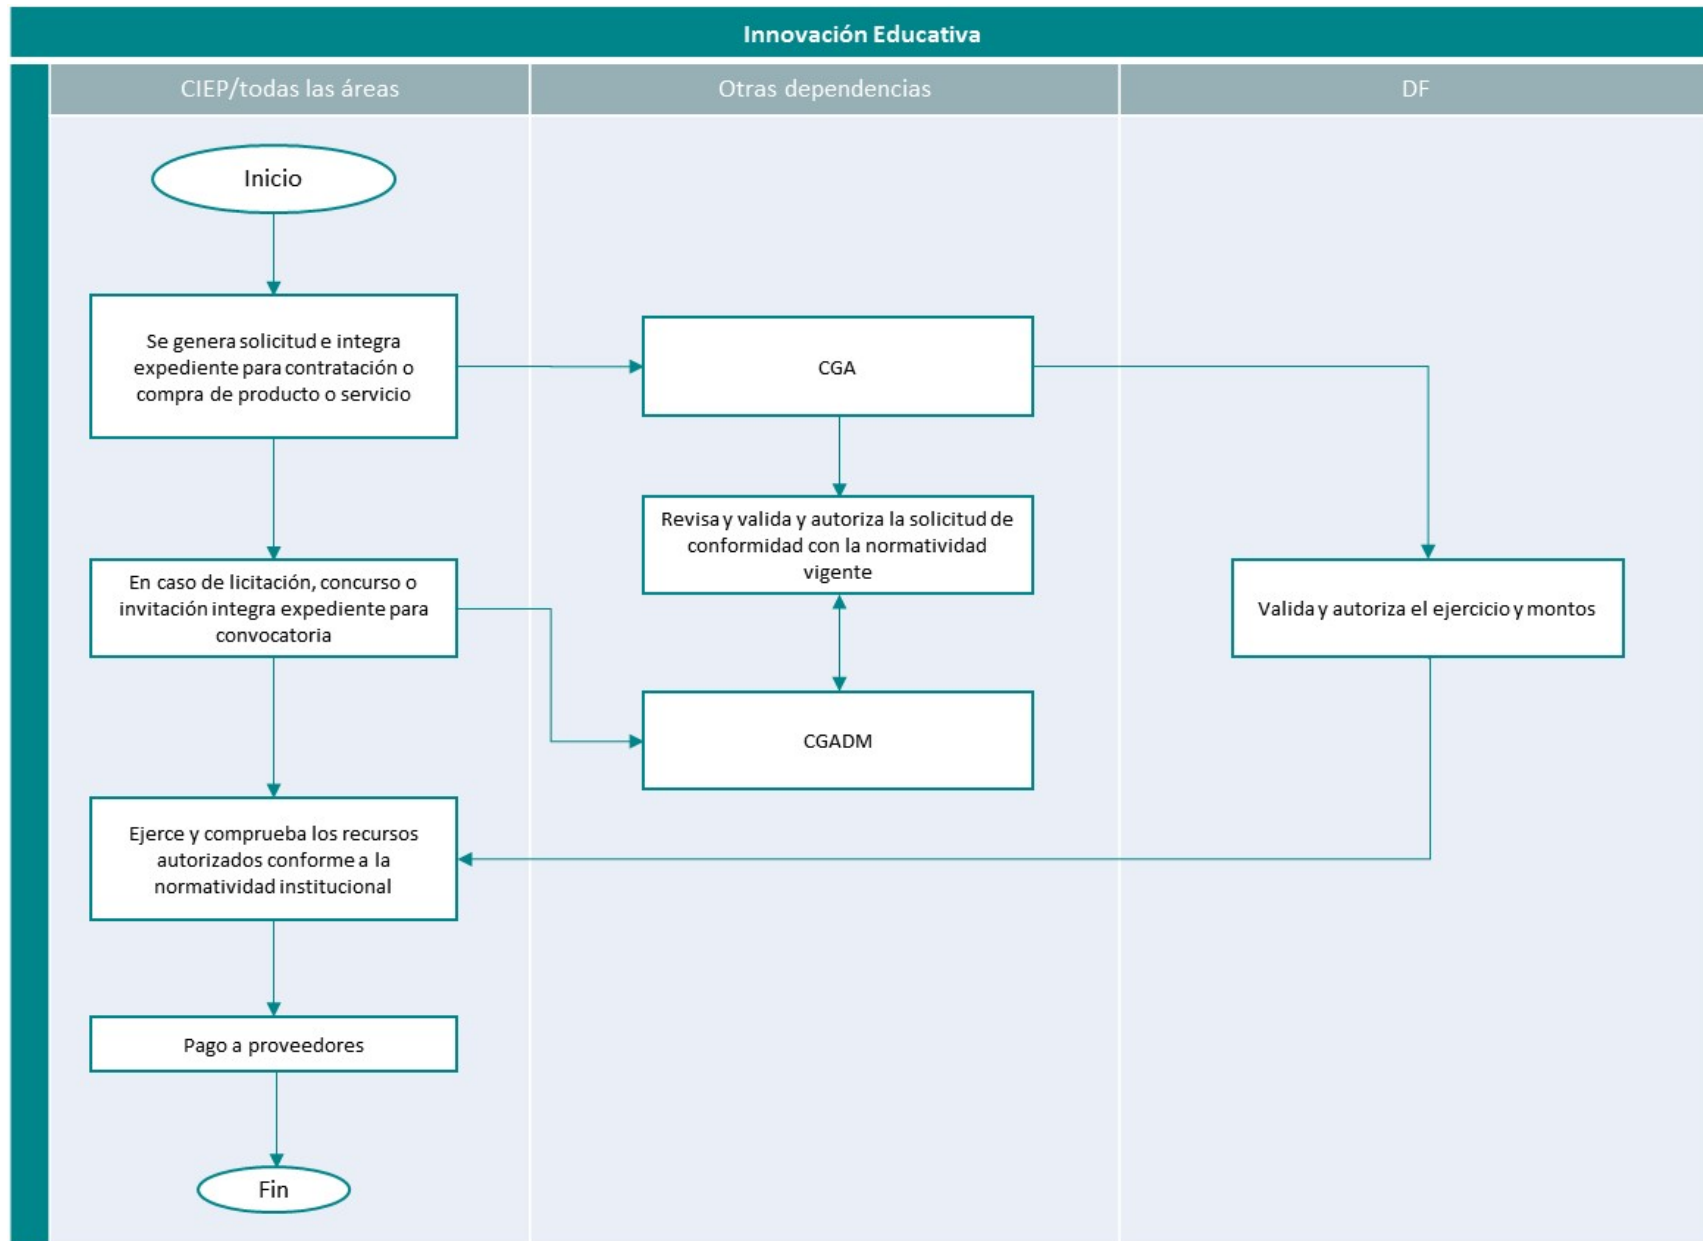 Innovación Educativa
CIEP/todas las áreas
Otras dependencias
DF
Inicio
Se genera solicitud e integra
expediente para contratación o
compra de producto o servicio
CGA
Revisa y valida y autoriza la solicitud de
conformidad con la normatividad
vigente
En caso de licitación, concurso o
invitación integra expediente para
convocatoria
Valida y autoriza el ejercicio y montos
CGADM
Ejerce y comprueba los recursos
autorizados conforme a la
normatividad institucional
Pago a proveedores
Fin